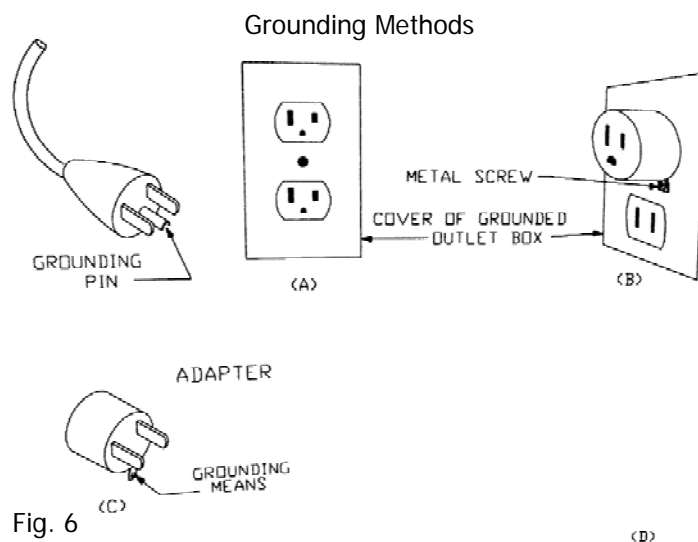 Grounding Methods
METAL SCREW
COVER OF GROUNDED
OUTLET BOX
GROUNDING
PIN
(A)
(B)
ADAPTER
GROUNDING
MEANS
(C)
Fig. 6
(D)